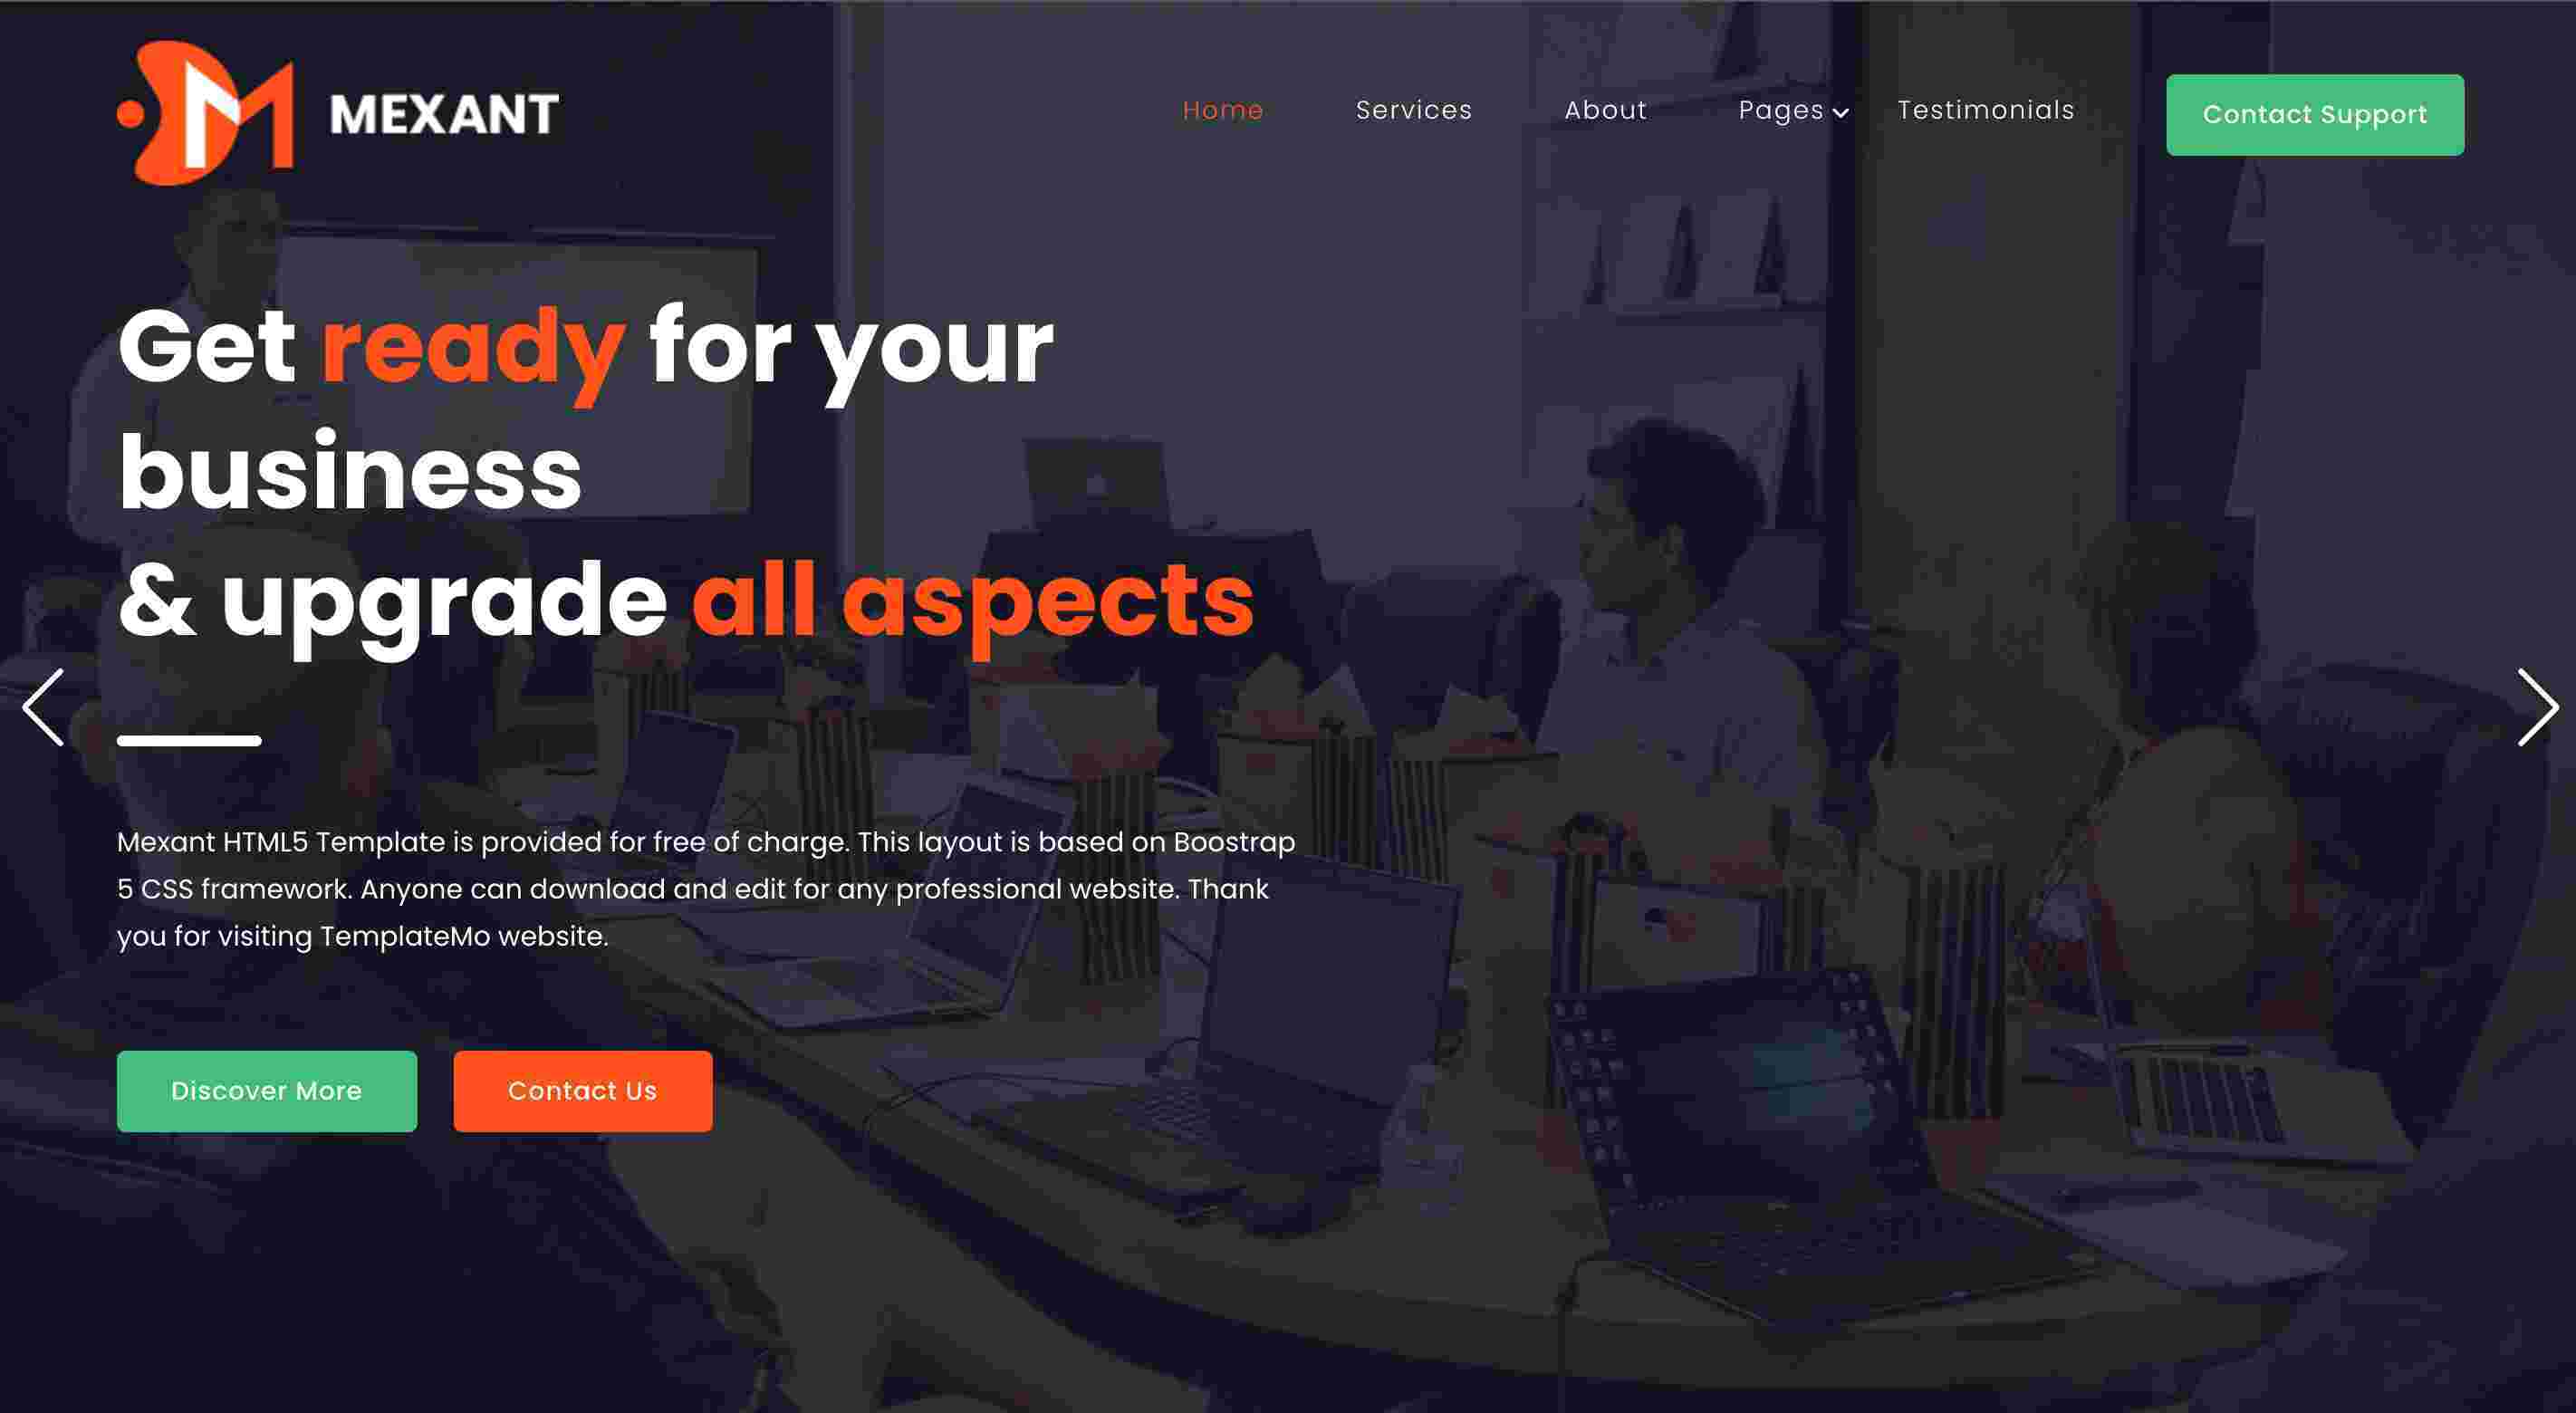 M MEXANT
Home Services About Pages Testimonials Contact Support
Get ready for your
business
& upgrade all aspects
Mexant HTML5 Template is provided for free of charge. This layout is based on Boostrap
5 CSS framework. Anyone can download and edit for any professional website. Thank
you for visiting TemplateMo website.
Discover More Contact Us